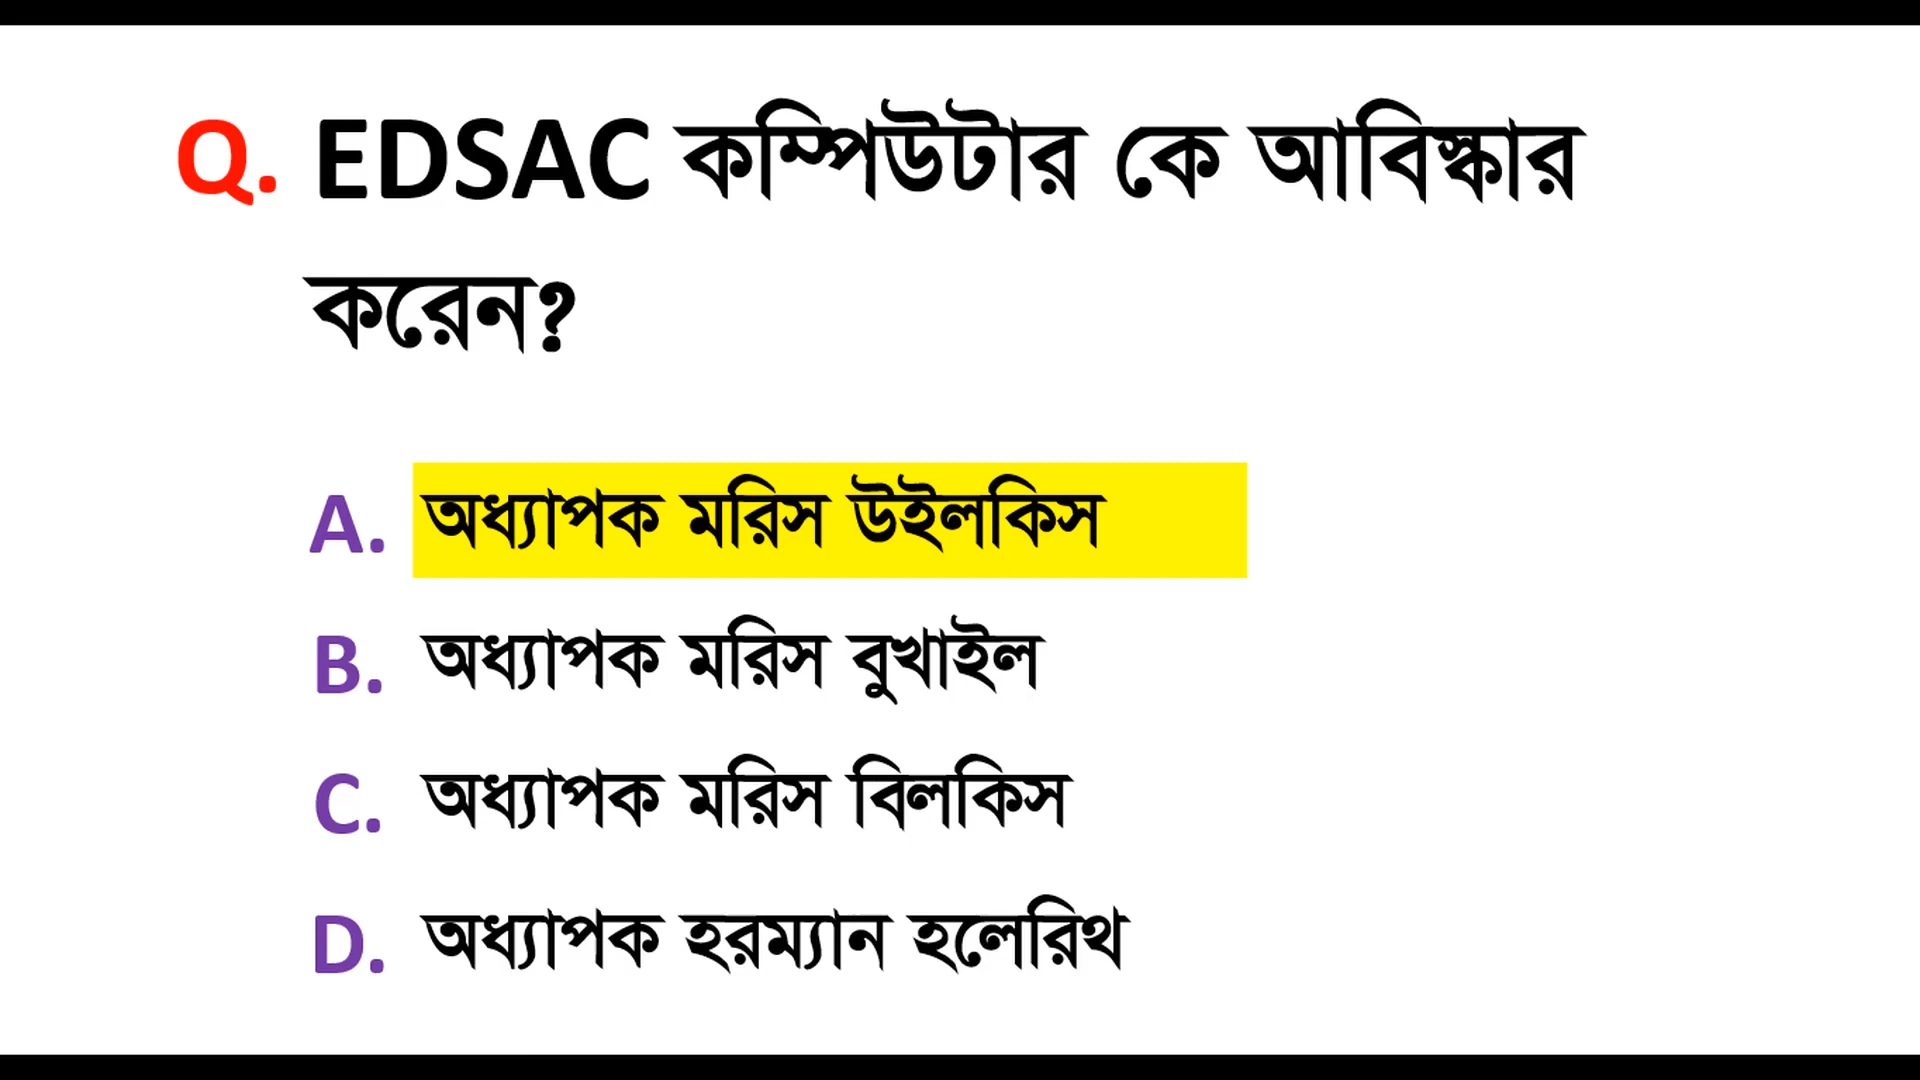 Q. EDSAC কম্পিউটার কে আবিস্কার
করেন?
A. অধ্যাপক মরিস উইলকিস
B. অধ্যাপক মরিস বুখাইল
C. অধ্যাপক মরিস বিলকিস
D. অধ্যাপক হরম্যান হলেরিথ